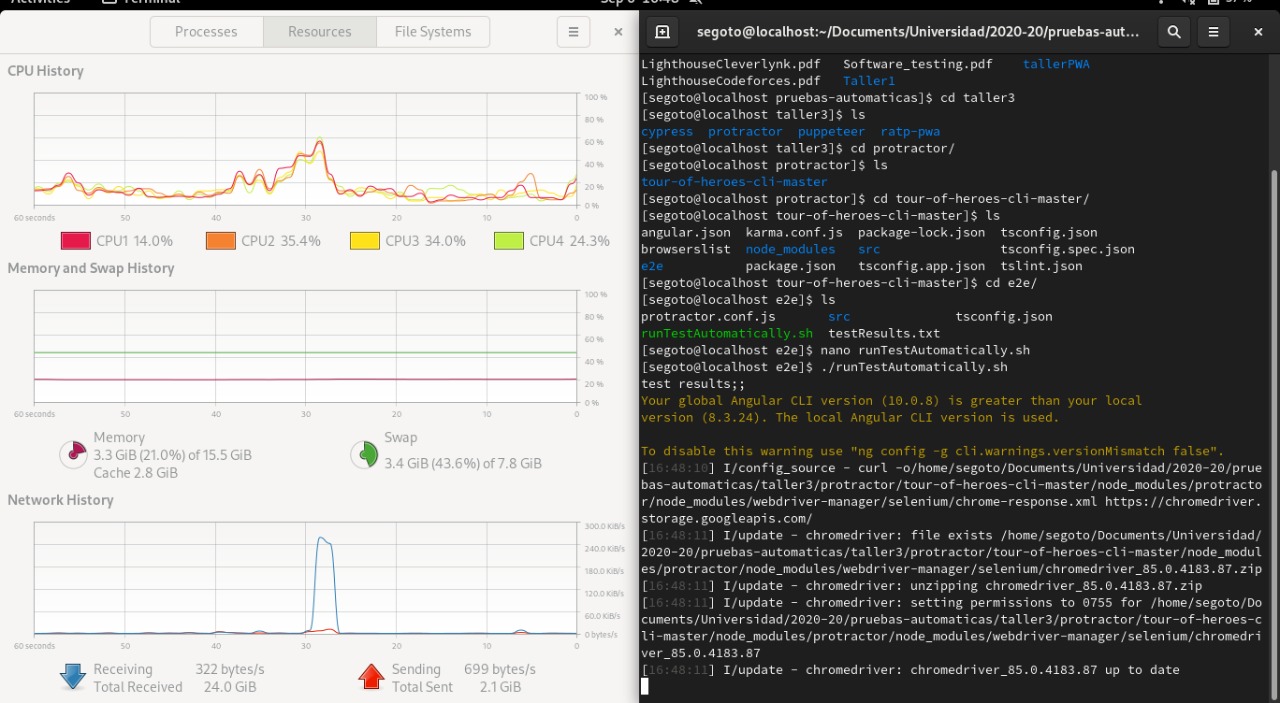 Activities
Terminal
Sep 6 16:48
37 %
Processes
Resources
File Systems
CPU History
100 %
80 %
60 %
40 %
20 %
0 %
60 seconds
50
40
30
20
10
0
CPU1 14.0%
CPU2 35.4%
CPU3 34.0%
CPU4 24.3%
Memory and Swap History
100 %
80 %
60 %
40 %
20 %
0 %
60 seconds
50
40
30
20
10
0
Memory
3.3 GiB (21.0%) of 15.5 GiB
Cache 2.8 GiB
Swap
3.4 GiB (43.6%) of 7.8 GiB
Network History
300.0 KiB/s
240.0 KiB/s
180.0 KiB/s
120.0 KiB/s
60.0 KiB/s
0 bytes/s
60 seconds
50
40
30
20
10
0
Receiving 322 bytes/s
Total Received 24.0 GiB
Sending 699 bytes/s
Total Sent 2.1 GiB
segoto@localhost:~/Documents/Universidad/2020-20/pruebas-aut...
LighthouseCleverlynk.pdf Software_testing.pdf tallerPWA
LighthouseCodeforces.pdf Taller1
[segoto@localhost pruebas-automaticas]$ cd taller3
[segoto@localhost taller3]$ ls
cypress protractor puppeteer ratp-pwa
[segoto@localhost taller3]$ cd protractor/
[segoto@localhost protractor]$ ls
tour-of-heroes-cli-master
[segoto@localhost protractor]$ cd tour-of-heroes-cli-master/
[segoto@localhost tour-of-heroes-cli-master]$ ls
angular.json karma.conf.js package-lock.json tsconfig.json
browserslist node_modules src tsconfig.spec.json
e2e package.json tsconfig.app.json tslint.json
[segoto@localhost tour-of-heroes-cli-master]$ cd e2e/
[segoto@localhost e2e]$ ls
protractor.conf.js src tsconfig.json
runTestAutomatically.sh testResults.txt
[segoto@localhost e2e]$ nano runTestAutomatically.sh
[segoto@localhost e2e]$ ./runTestAutomatically.sh
test results;;
Your global Angular CLI version (10.0.8) is greater than your local
version (8.3.24). The local Angular CLI version is used.
To disable this warning use "ng config -g cli.warnings.versionMismatch false".
[16:48:10] I/config_source - curl -o/home/segoto/Documents/Universidad/2020-20/prue
bas-automaticas/taller3/protractor/tour-of-heroes-cli-master/node_modules/protracto
r/node_modules/webdriver-manager/selenium/chrome-response.xml https://chromedriver.
storage.googleapis.com/
[16:48:11] I/update - chromedriver: file exists /home/segoto/Documents/Universidad/
2020-20/pruebas-automaticas/taller3/protractor/tour-of-heroes-cli-master/node_modul
es/protractor/node_modules/webdriver-manager/selenium/chromedriver_85.0.4183.87.zip
[16:48:11] I/update - chromedriver: unzipping chromedriver_85.0.4183.87.zip
[16:48:11] I/update - chromedriver: setting permissions to 0755 for /home/segoto/Do
cuments/Universidad/2020-20/pruebas-automaticas/taller3/protractor/tour-of-heroes-c
li-master/node_modules/protractor/node_modules/webdriver-manager/selenium/chromedri
ver_85.0.4183.87
[16:48:11] I/update - chromedriver: chromedriver_85.0.4183.87 up to date